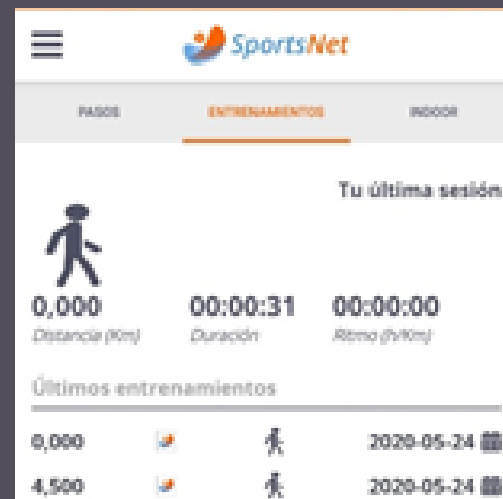 SportsNet
PASOS ENTRENAMIENTOS INDOOR
Tu última sesión
0,000 00:00:31 00:00:00
Distancia (Km) Duración Ritmo (h/Km)
Últimos entrenamientos
0,000 2020-05-24
4,500 2020-05-24